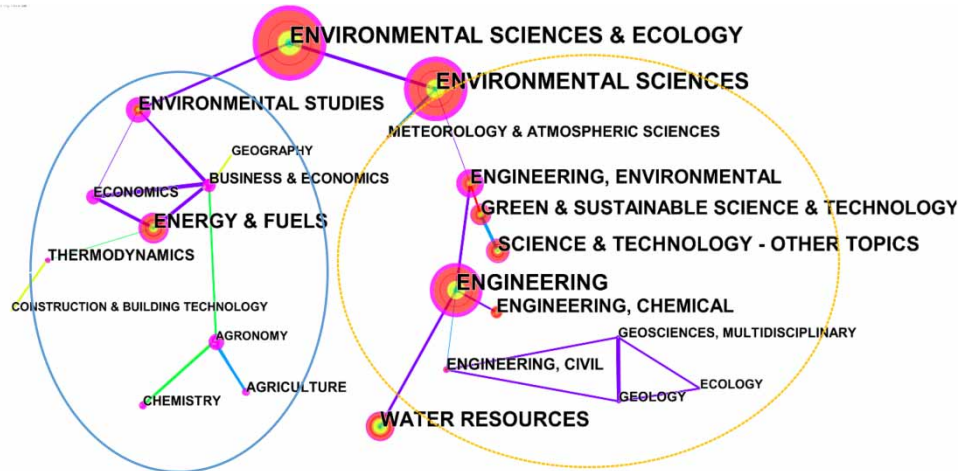 ENVIRONMENTAL SCIENCES & ECOLOGY
ENVIRONMENTAL SCIENCES
ENVIRONMENTAL STUDIES
METEOROLOGY & ATMOSPHERIC SCIENCES
GEOGRAPHY
BUSINESS & ECONOMICS
ECONOMICS
ENGINEERING, ENVIRONMENTAL
GREEN & SUSTAINABLE SCIENCE & TECHNOLOGY
ENERGY & FUELS
SCIENCE & TECHNOLOGY - OTHER TOPICS
THERMODYNAMICS
ENGINEERING
CONSTRUCTION & BUILDING TECHNOLOGY
ENGINEERING, CHEMICAL
AGRONOMY
GEOSCIENCES, MULTIDISCIPLINARY
ENGINEERING, CIVIL
AGRICULTURE
ECOLOGY
CHEMISTRY
GEOLOGY
WATER RESOURCES